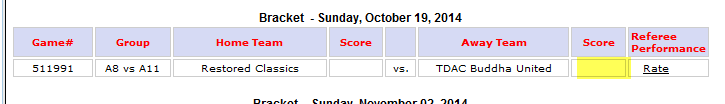 Bracket - Sunday, October 19, 2014
Game# Group Home Team Score Away Team Score Referee Performance
511991 A8 vs A11 Restored Classics vs. TDAC Buddha United Rate
Bracket - Sunday, November 02, 2014